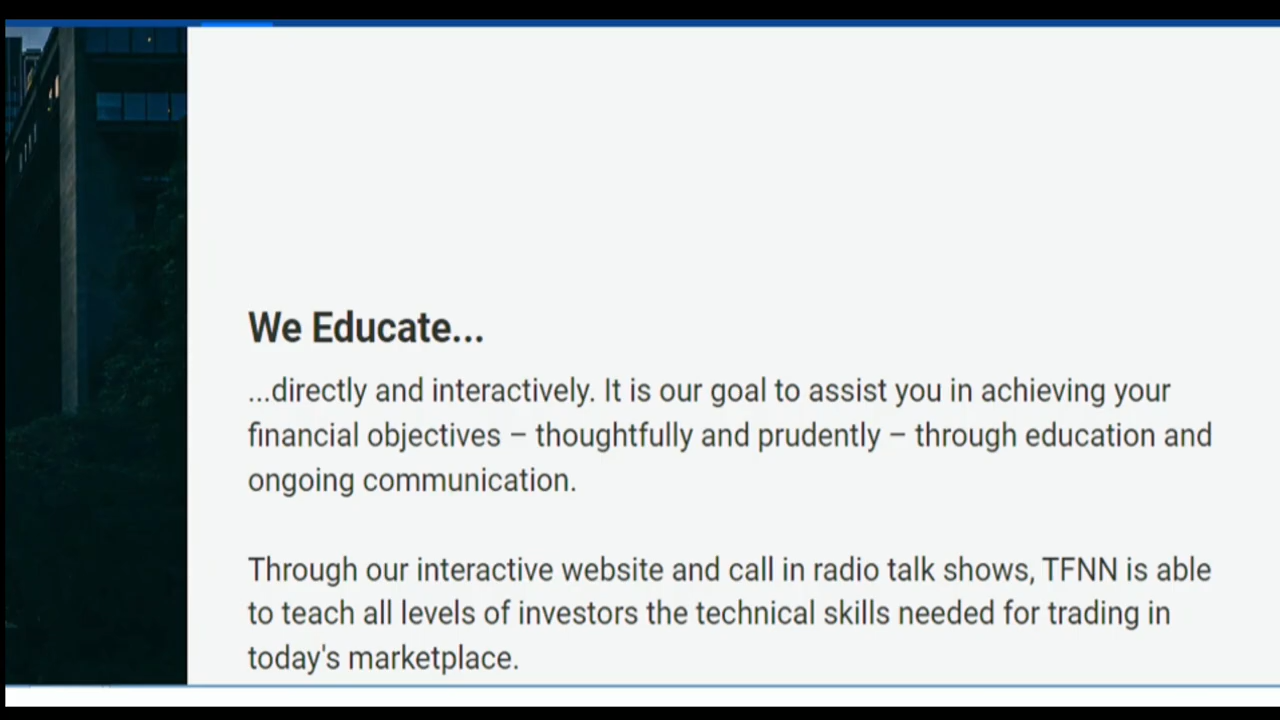 We Educate...
...directly and interactively. It is our goal to assist you in achieving your
financial objectives – thoughtfully and prudently – through education and
ongoing communication.
Through our interactive website and call in radio talk shows, TFNN is able
to teach all levels of investors the technical skills needed for trading in
today's marketplace.